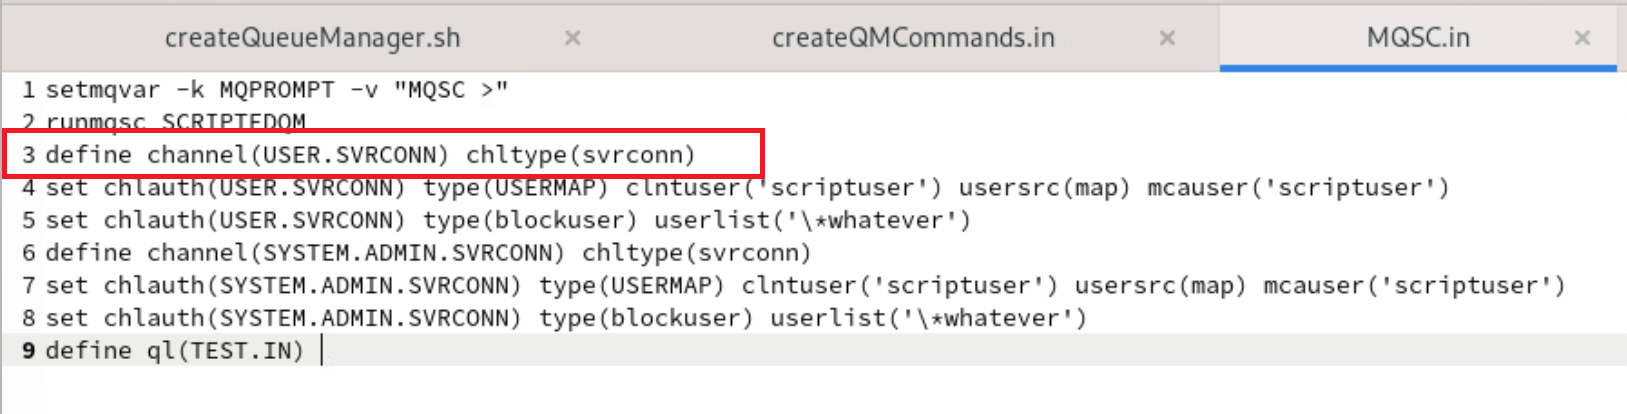 createQueueManager.sh × createQMCommands.in × MQSC.in ×
1 setmqvar -k MQPROMPT -v "MQSC >"
2 runmqsc SCRIPTEDQM
3 define channel(USER.SVRCONN) chltype(svrconn)
4 set chlauth(USER.SVRCONN) type(USERMAP) clntuser('scriptuser') usersrc(map) mcauser('scriptuser')
5 set chlauth(USER.SVRCONN) type(blockuser) userlist('\*whatever')
6 define channel(SYSTEM.ADMIN.SVRCONN) chltype(svrconn)
7 set chlauth(SYSTEM.ADMIN.SVRCONN) type(USERMAP) clntuser('scriptuser') usersrc(map) mcauser('scriptuser')
8 set chlauth(SYSTEM.ADMIN.SVRCONN) type(blockuser) userlist('\*whatever')
9 define ql(TEST.IN)